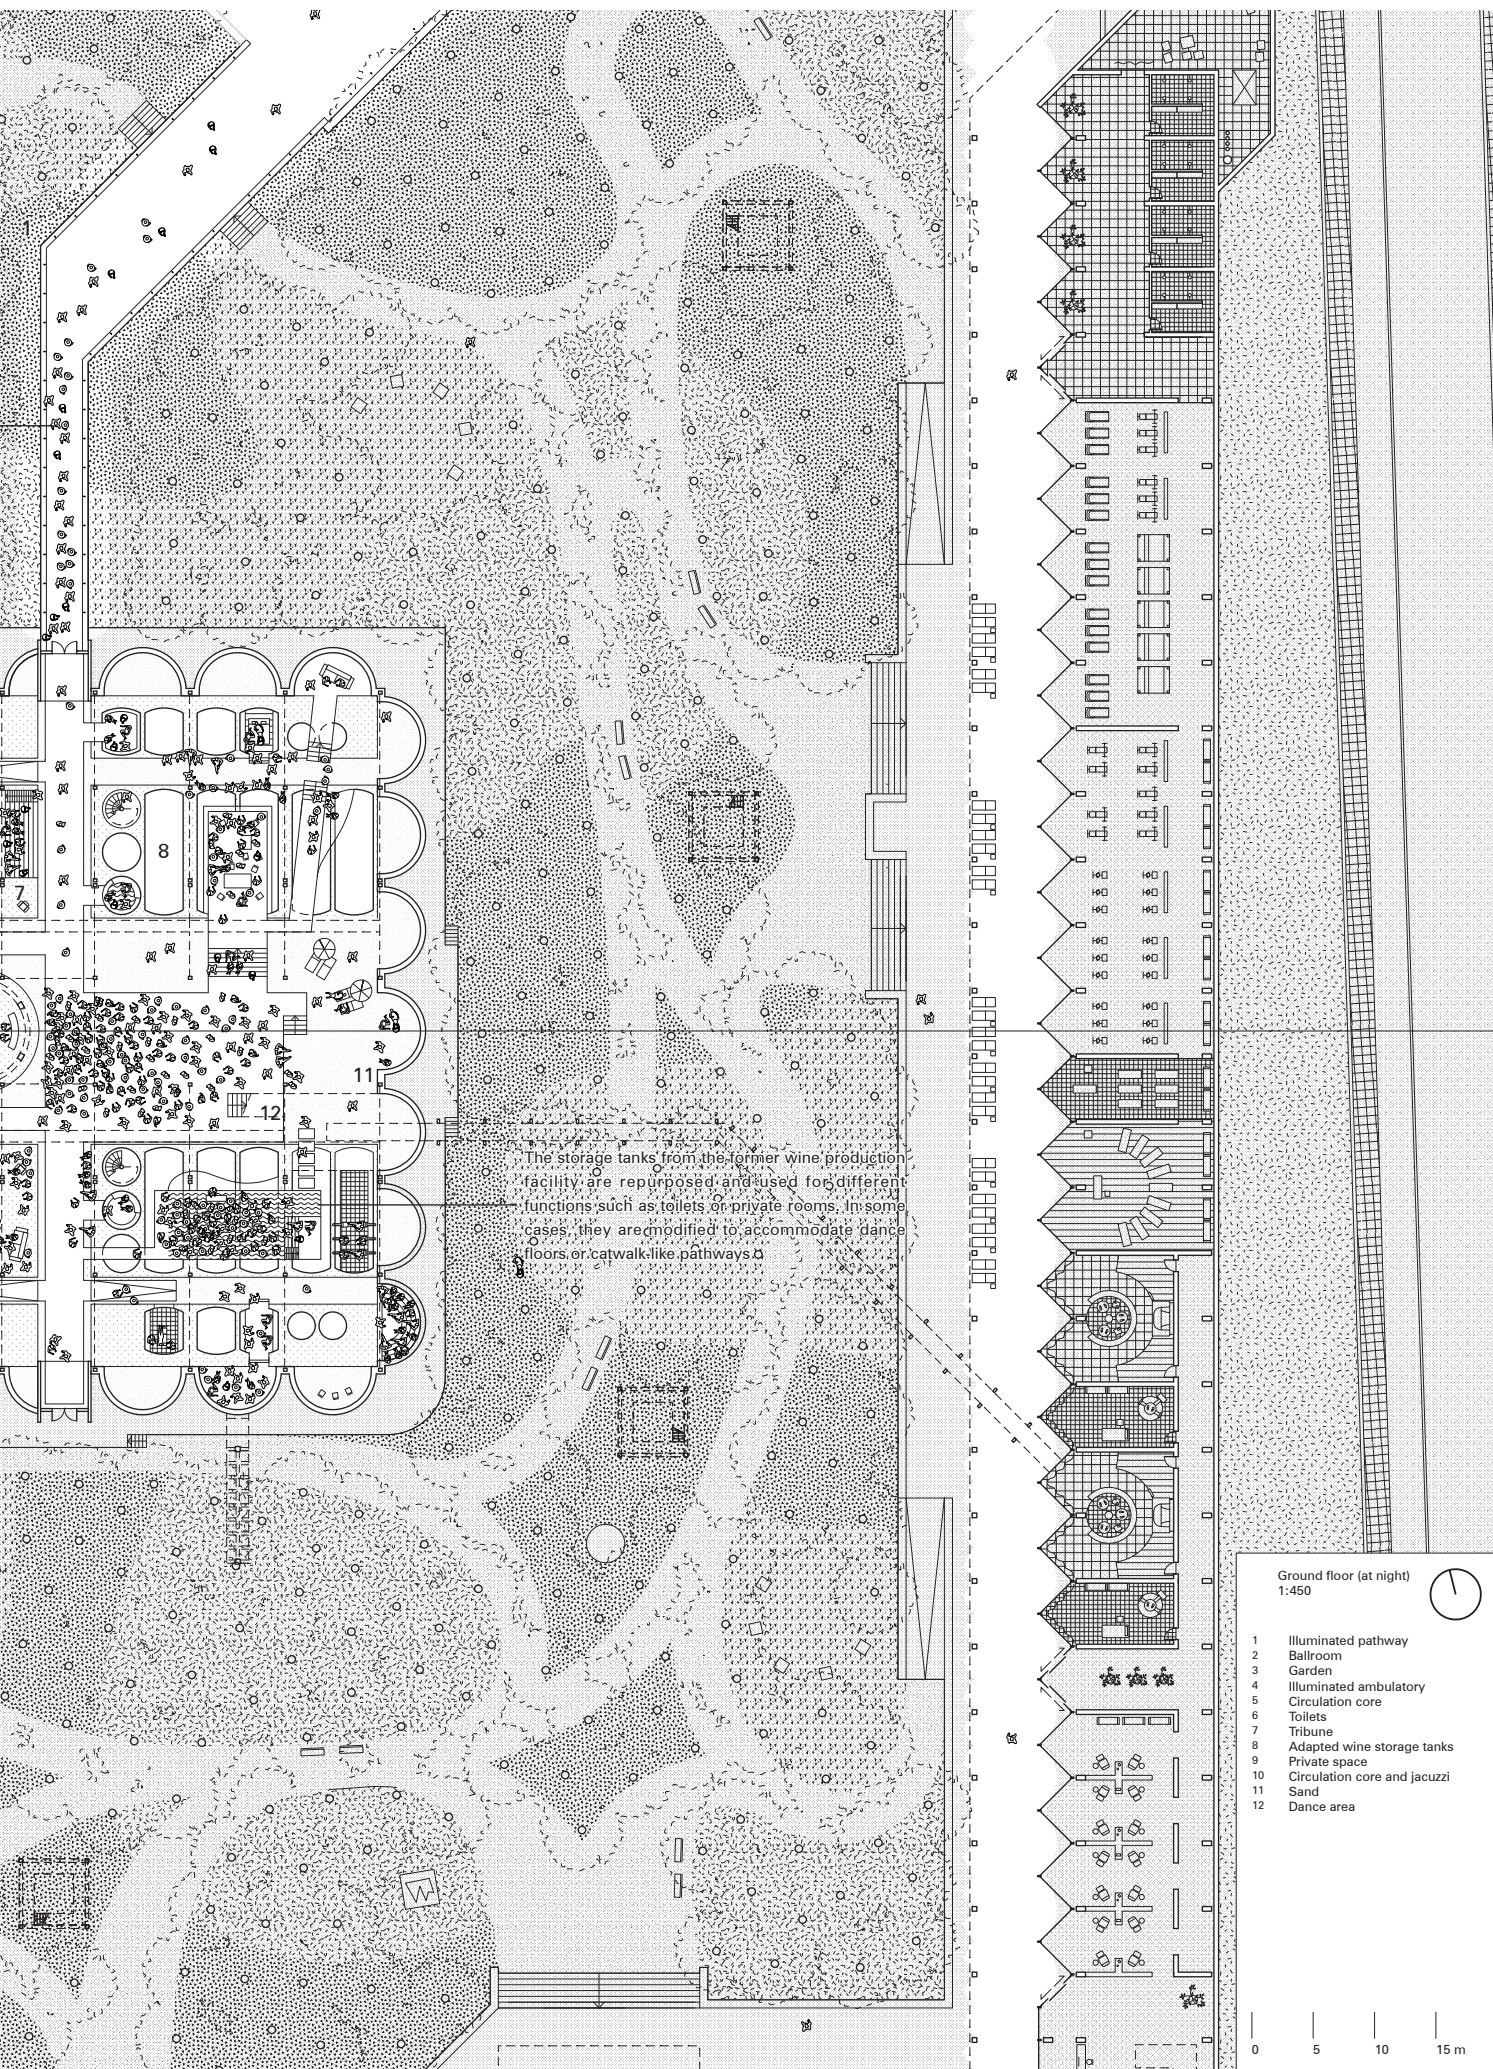 1
8
7
11
12
The storage tanks from the former wine production
facility are repurposed and used for different
functions such as toilets or private rooms. In some
cases, they are modified to accommodate dance
floors or catwalk-like pathways.
Ground floor (at night)
1:450
1 Illuminated pathway
2 Ballroom
3 Garden
4 Illuminated ambulatory
5 Circulation core
6 Toilets
7 Tribune
8 Adapted wine storage tanks
9 Private space
10 Circulation core and jacuzzi
11 Sand
12 Dance area
0 5 10 15 m